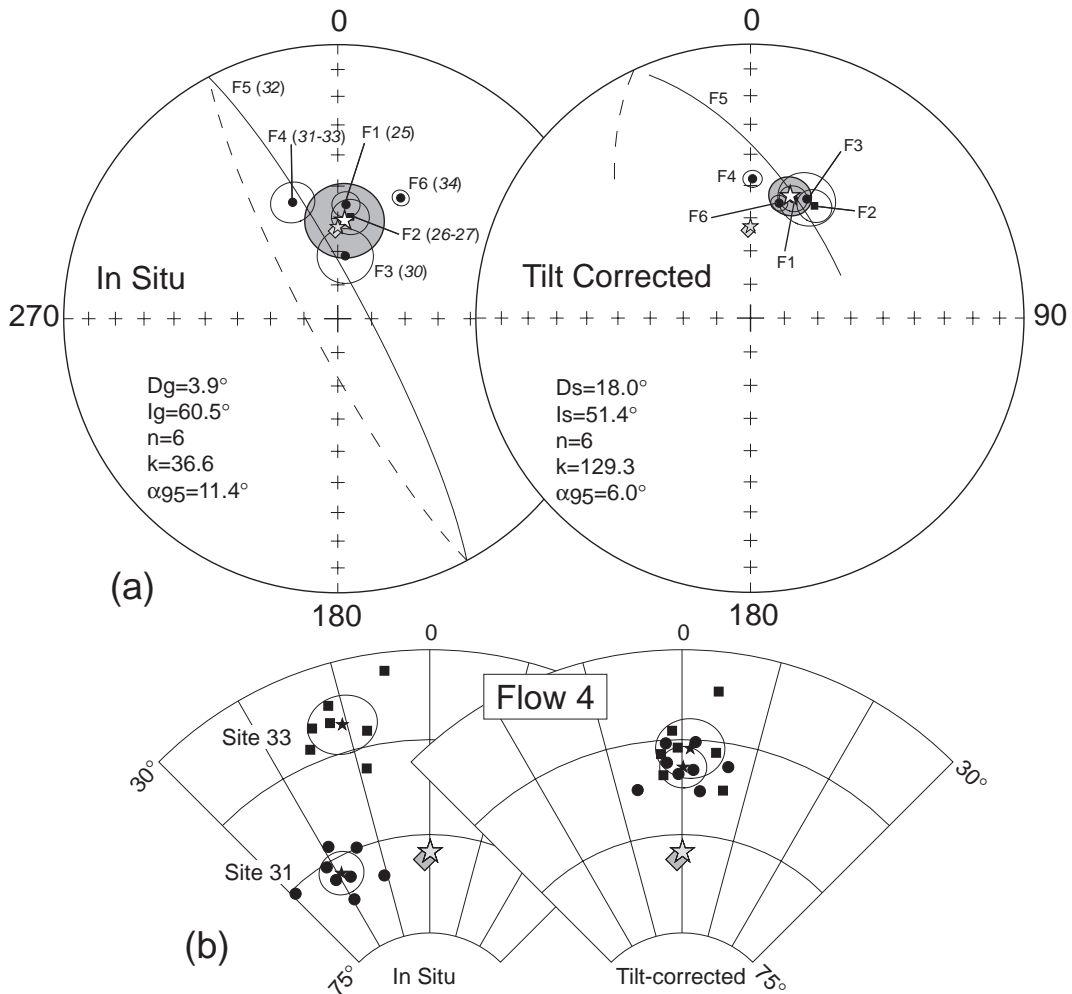 0
0
F5 (32)
F4 (31-33)
F1 (25)
F6 (34)
F2 (26-27)
F3 (30)
In Situ
270
Dg=3.9°
Ig=60.5°
n=6
k=36.6
α95=11.4°
180
F5
F3
F4
F6
F2
F1
Tilt Corrected
90
Ds=18.0°
Is=51.4°
n=6
k=129.3
α95=6.0°
180
(a)
0
0
Flow 4
Site 33
30°
30°
Site 31
75°
In Situ
Tilt-corrected
75°
(b)